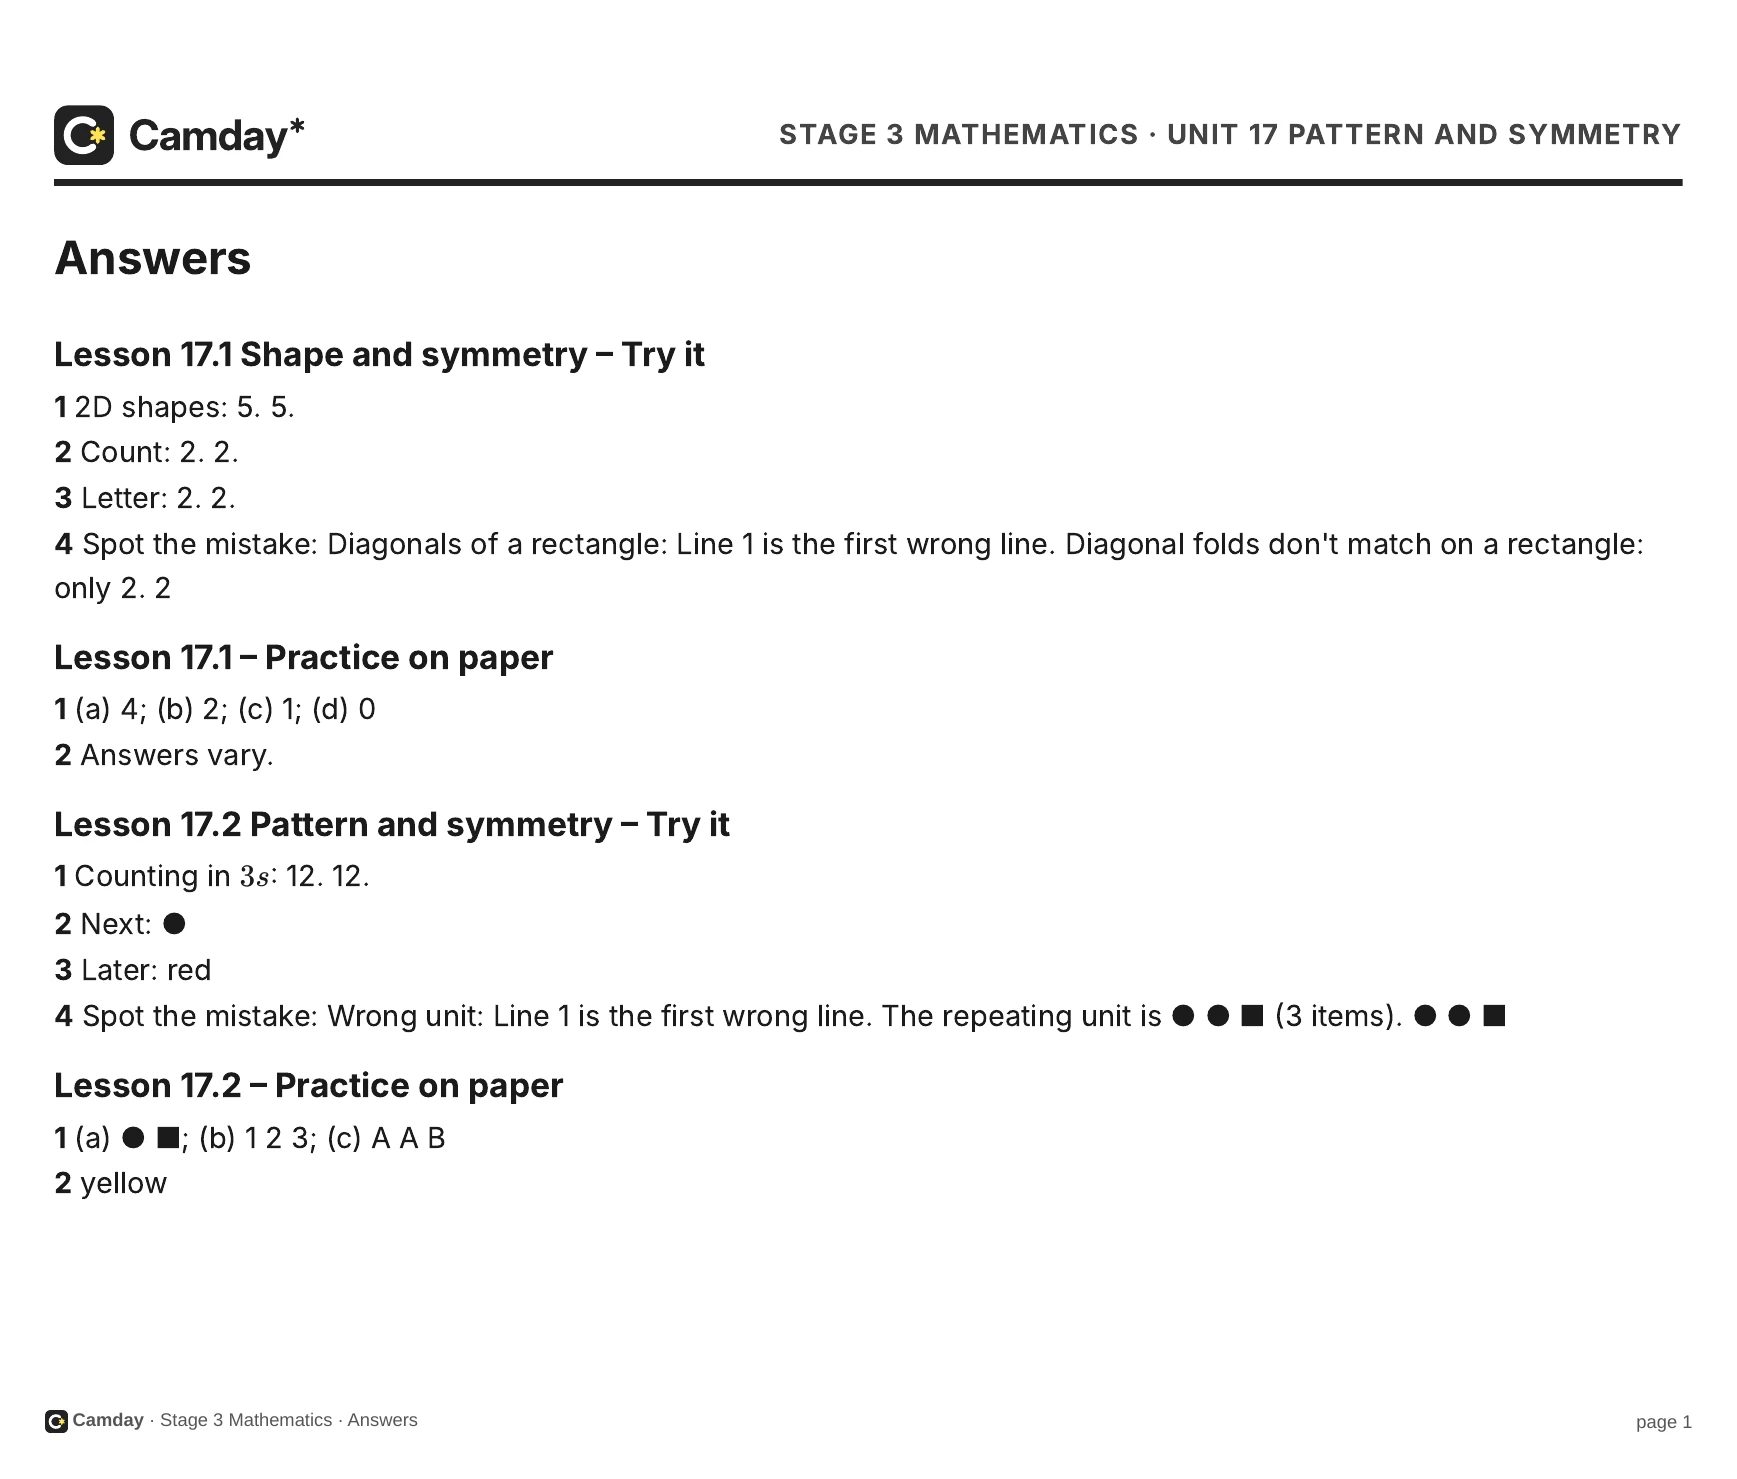 Camday*
STAGE 3 MATHEMATICS · UNIT 17 PATTERN AND SYMMETRY
Answers
Lesson 17.1 Shape and symmetry – Try it
1 2D shapes: 5. 5.
2 Count: 2. 2.
3 Letter: 2. 2.
4 Spot the mistake: Diagonals of a rectangle: Line 1 is the first wrong line. Diagonal folds don't match on a rectangle:
only 2. 2
Lesson 17.1 – Practice on paper
1 (a) 4; (b) 2; (c) 1; (d) 0
2 Answers vary.
Lesson 17.2 Pattern and symmetry – Try it
1 Counting in 3s: 12. 12.
2 Next: ●
3 Later: red
4 Spot the mistake: Wrong unit: Line 1 is the first wrong line. The repeating unit is ● ● ■ (3 items). ● ● ■
Lesson 17.2 – Practice on paper
1 (a) ● ■; (b) 1 2 3; (c) A A B
2 yellow
Camday · Stage 3 Mathematics · Answers
page 1